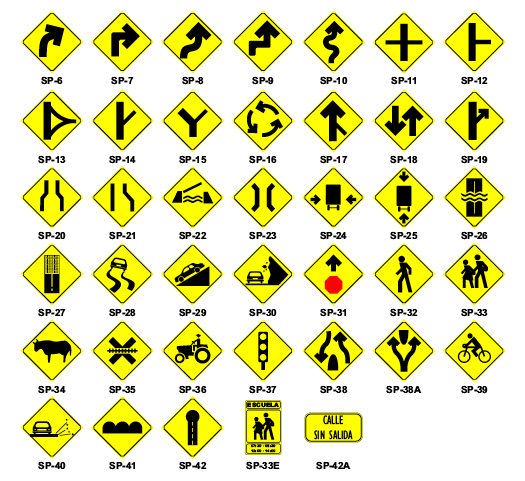 SP-6 SP-7 SP-8 SP-9 SP-10 SP-11 SP-12
SP-13 SP-14 SP-15 SP-16 SP-17 SP-18 SP-19
SP-20 SP-21 SP-22 SP-23 SP-24 SP-25 SP-26
SP-27 SP-28 SP-29 SP-30 SP-31 SP-32 SP-33
SP-34 SP-35 SP-36 SP-37 SP-38 SP-38A SP-39
ESCUELA
CALLE
SIN SALIDA
SP-40 SP-41 SP-42 SP-33E SP-42A